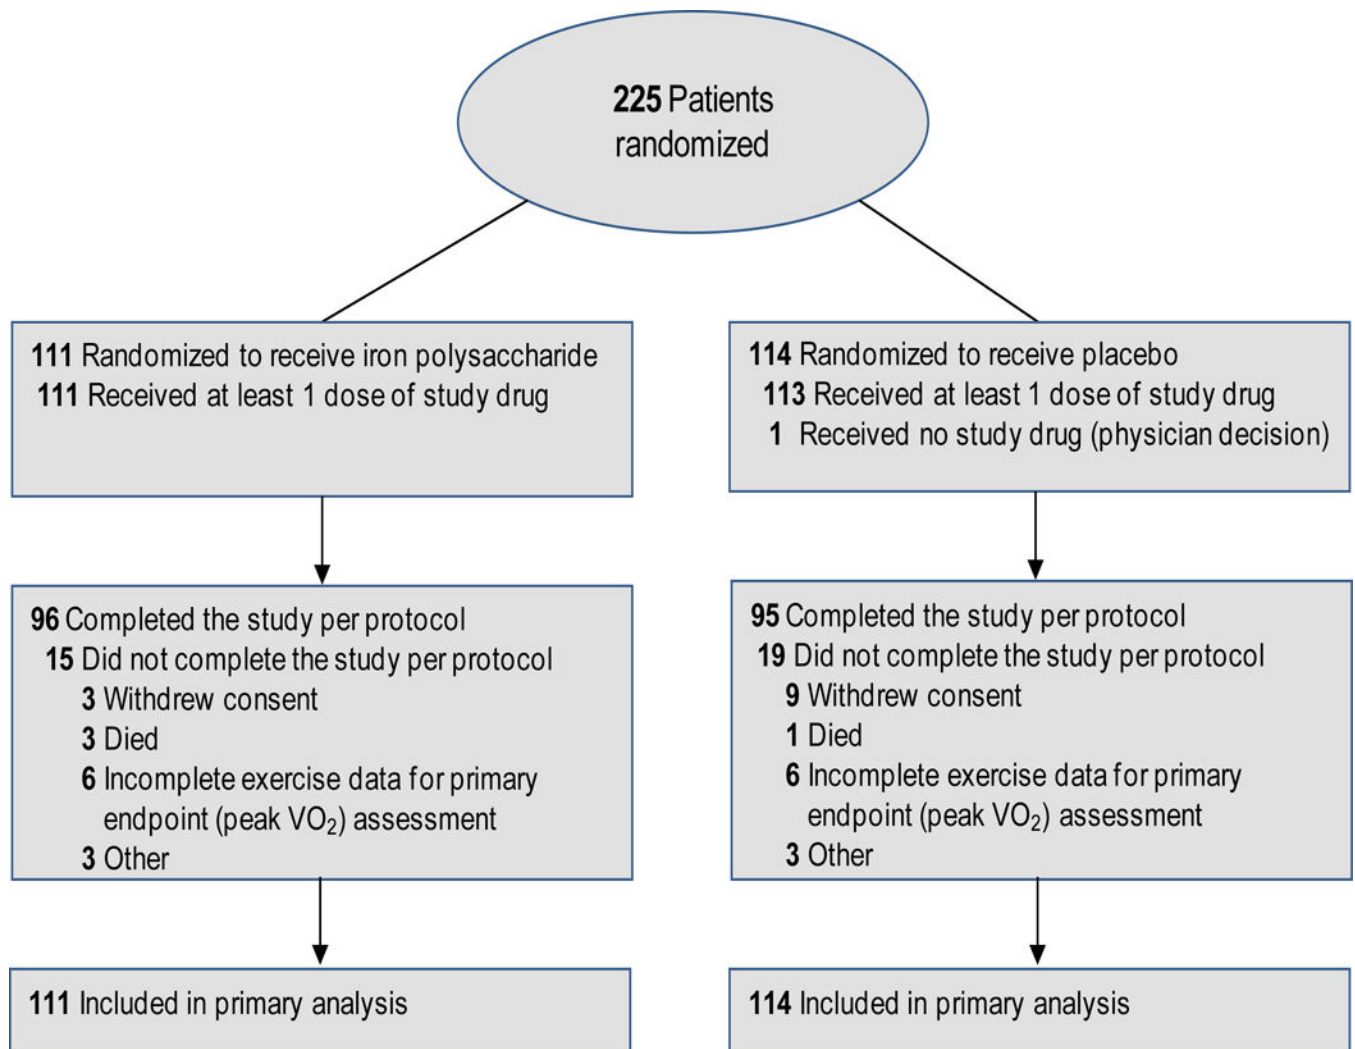 225 Patients
randomized
111 Randomized to receive iron polysaccharide
111 Received at least 1 dose of study drug
114 Randomized to receive placebo
113 Received at least 1 dose of study drug
1 Received no study drug (physician decision)
96 Completed the study per protocol
15 Did not complete the study per protocol
3 Withdrew consent
3 Died
6 Incomplete exercise data for primary
endpoint (peak VO₂) assessment
3 Other
95 Completed the study per protocol
19 Did not complete the study per protocol
9 Withdrew consent
1 Died
6 Incomplete exercise data for primary
endpoint (peak VO₂) assessment
3 Other
111 Included in primary analysis
114 Included in primary analysis